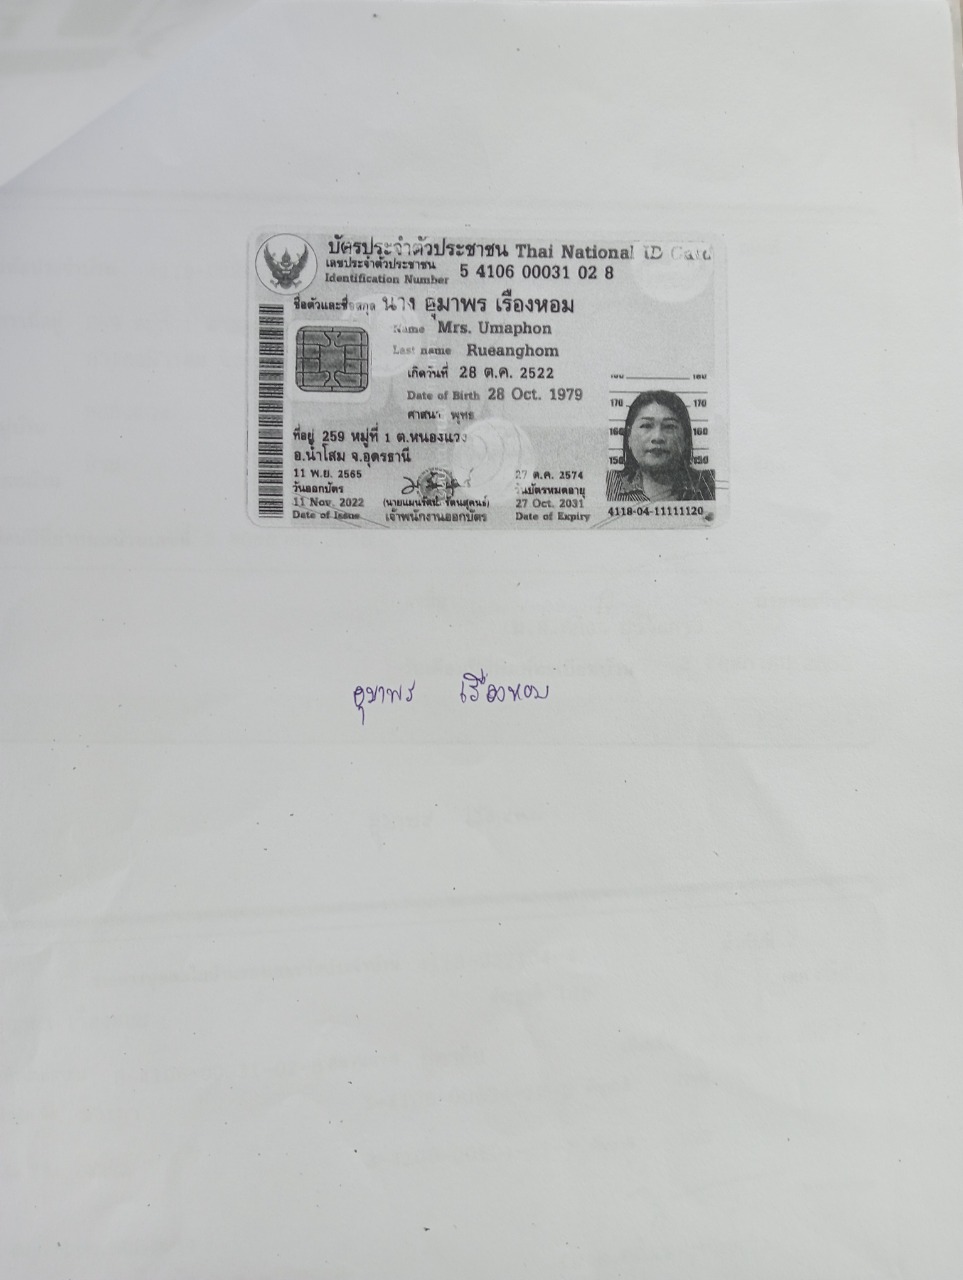 บัตรประจำตัวประชาชน Thai National ID Card
เลขประจำตัวประชาชน
Identification Number 5 4106 00031 02 8
ชื่อตัวและชื่อสกุล นาง อุมาพร เรืองหอม
Name Mrs. Umaphon
Last name Rueanghom
เกิดวันที่ 28 ต.ค. 2522
Date of Birth 28 Oct. 1979
ศาสนา พุทธ
ที่อยู่ 259 หมู่ที่ 1 ต.หนองแวง
อ.น้ำโสม จ.อุดรธานี
11 พ.ย. 2565
วันออกบัตร
11 Nov. 2022
Date of Issue
เจ้าพนักงานออกบัตร
27 ต.ค. 2574
วันบัตรหมดอายุ
27 Oct. 2031
Date of Expiry
170 170
160 160
150 150
4118-04-11111120
อุมาพร เรืองหอม